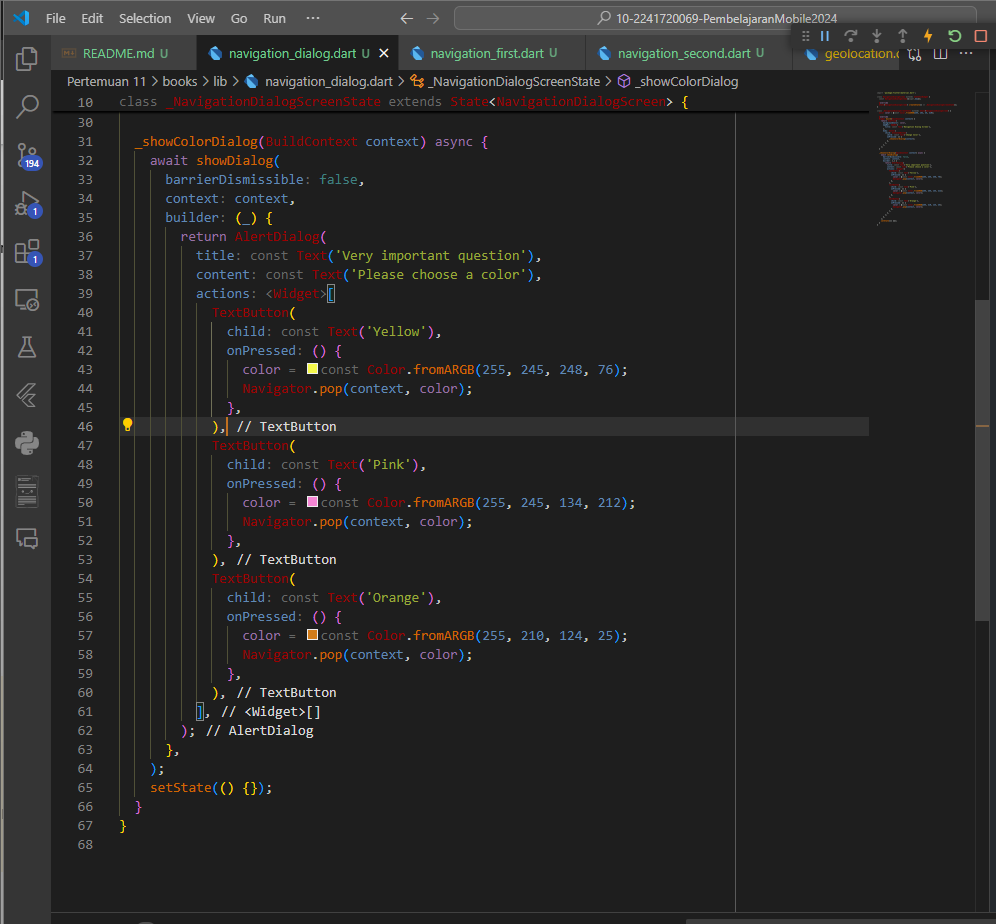 File Edit Selection View Go Run ··· ← → 10-2241720069-PembelajaranMobile2024
README.md U navigation_dialog.dart U × navigation_first.dart U navigation_second.dart U geolocation.d
Pertemuan 11 > books > lib > navigation_dialog.dart > _NavigationDialogScreenState > _showColorDialog
10 class _NavigationDialogScreenState extends State<NavigationDialogScreen> {
30
31 _showColorDialog(BuildContext context) async {
32 await showDialog(
33 barrierDismissible: false,
34 context: context,
35 builder: (_) {
36 return AlertDialog(
37 title: const Text('Very important question'),
38 content: const Text('Please choose a color'),
39 actions: <Widget>[
40 TextButton(
41 child: const Text('Yellow'),
42 onPressed: () {
43 color = const Color.fromARGB(255, 245, 248, 76);
44 Navigator.pop(context, color);
45 },
46 ), // TextButton
47 TextButton(
48 child: const Text('Pink'),
49 onPressed: () {
50 color = const Color.fromARGB(255, 245, 134, 212);
51 Navigator.pop(context, color);
52 },
53 ), // TextButton
54 TextButton(
55 child: const Text('Orange'),
56 onPressed: () {
57 color = const Color.fromARGB(255, 210, 124, 25);
58 Navigator.pop(context, color);
59 },
60 ), // TextButton
61 ], // <Widget>[]
62 ); // AlertDialog
63 },
64 );
65 setState(() {});
66 }
67 }
68
194
1
1